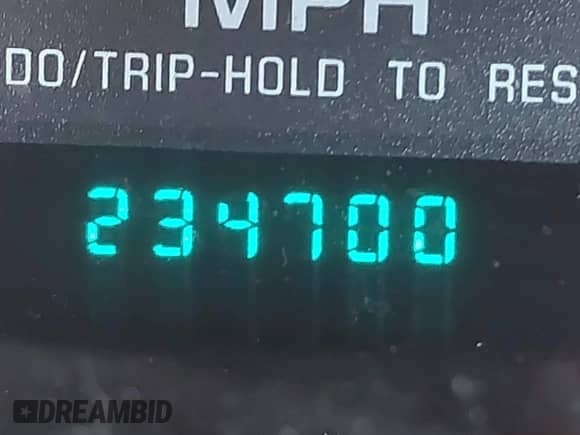 MPH
DO/TRIP-HOLD TO RES
234700
DREAMBID